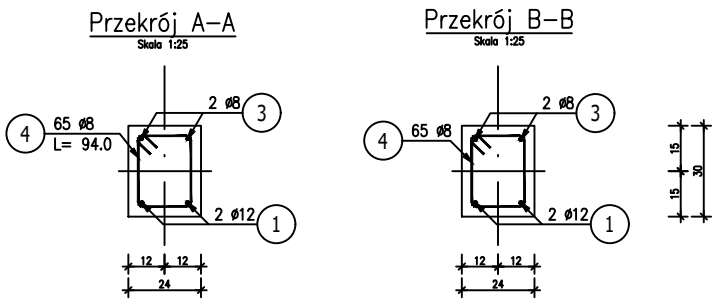 Przekrój A-A
Skala 1:25
2 ø8 3
4 65 ø8
L= 94.0
2 ø12 1
12 12
24
Przekrój B-B
Skala 1:25
2 ø8 3
4 65 ø8
2 ø12 1
12 12
24
15
15
30